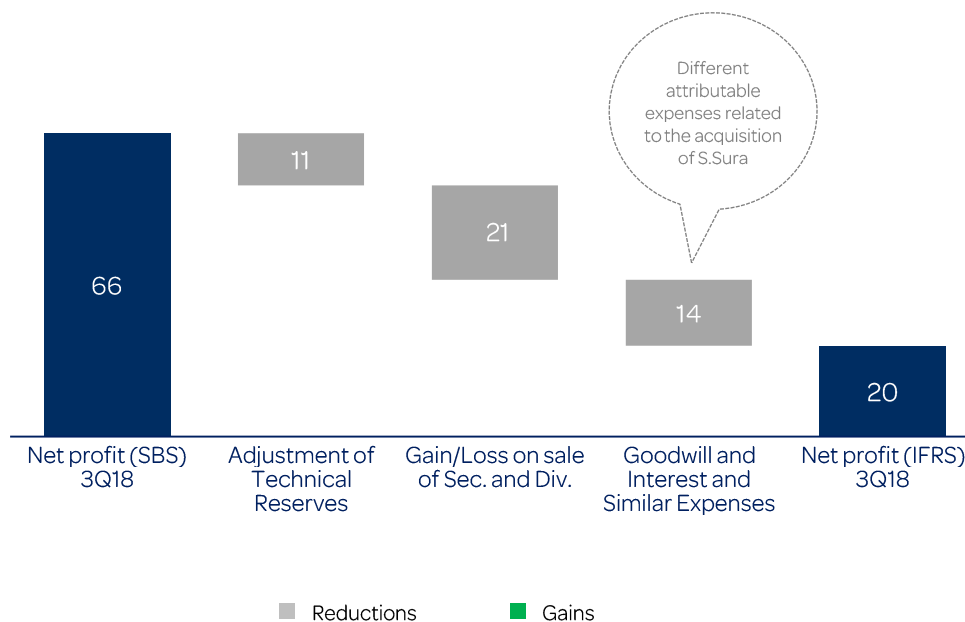 Different
attributable
expenses related
to the acquisition
of S.Sura
11
21
66
14
20
Net profit (SBS)
3Q18
Adjustment of
Technical
Reserves
Gain/Loss on sale
of Sec. and Div.
Goodwill and
Interest and
Similar Expenses
Net profit (IFRS)
3Q18
Reductions
Gains